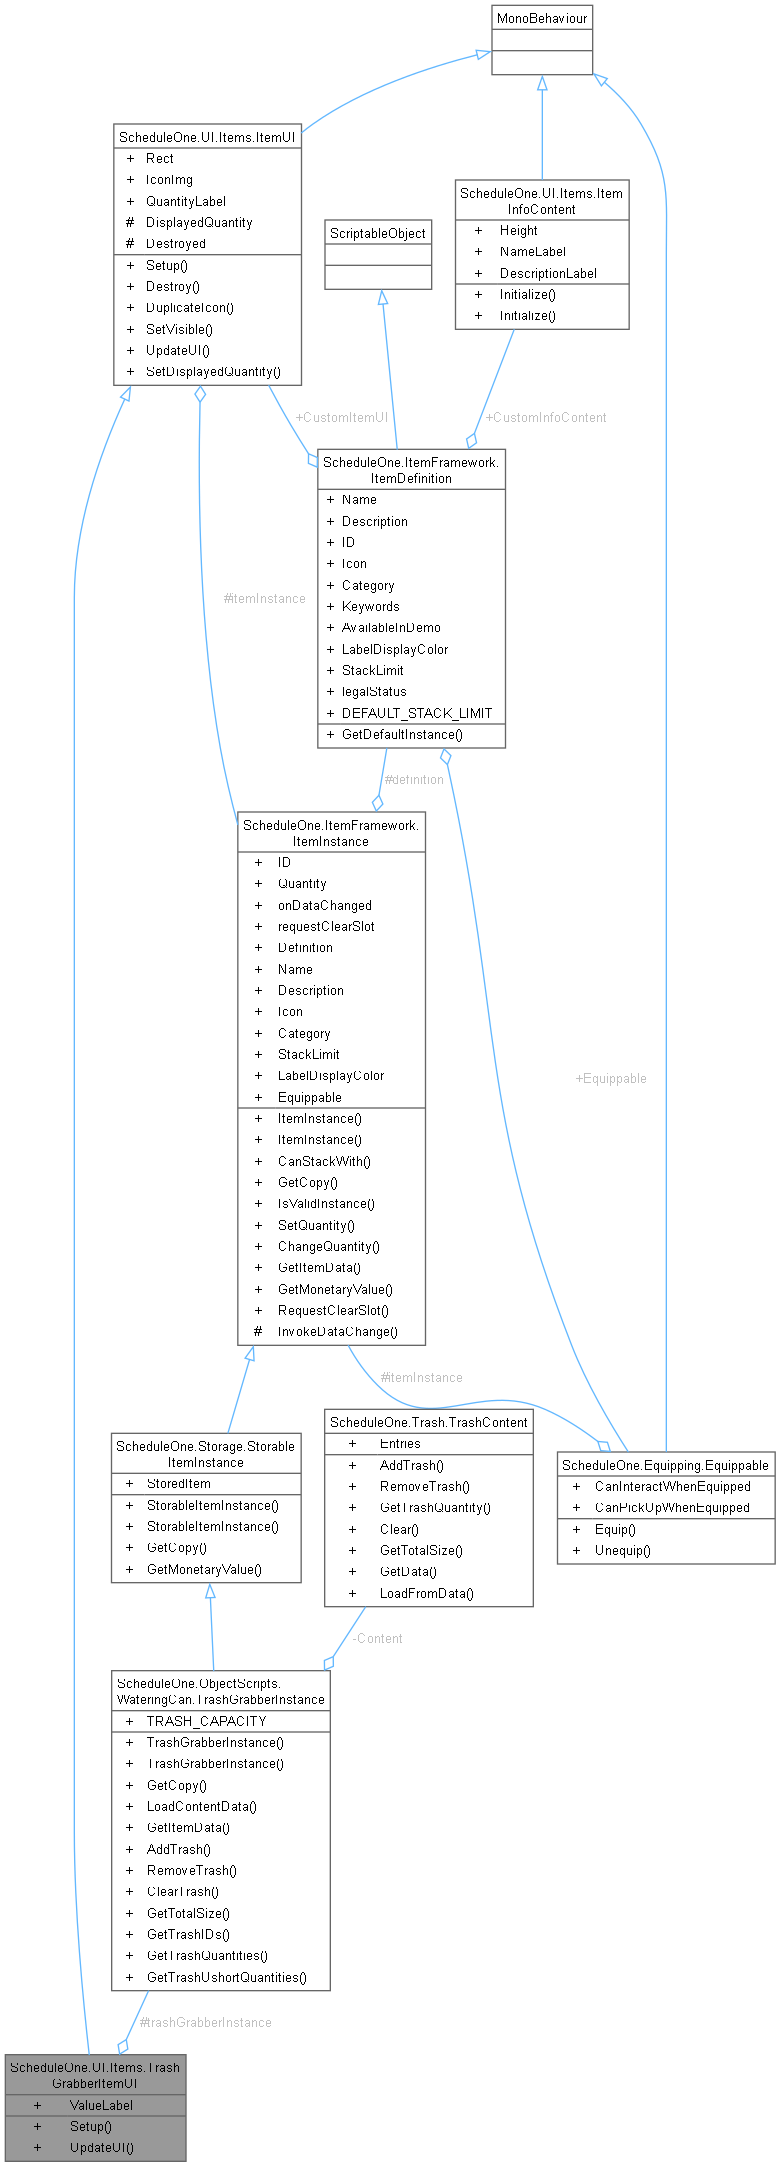 MonoBehaviour
ScheduleOne.UI.Items.ItemUI
+ Rect
+ IconImg
+ QuantityLabel
# DisplayedQuantity
# Destroyed
+ Setup()
+ Destroy()
+ DuplicateIcon()
+ SetVisible()
+ UpdateUI()
+ SetDisplayedQuantity()
ScheduleOne.UI.Items.Item
InfoContent
+ Height
+ NameLabel
+ DescriptionLabel
+ Initialize()
+ Initialize()
ScriptableObject
+CustomItemUI
+CustomInfoContent
ScheduleOne.ItemFramework.
ItemDefinition
+ Name
+ Description
+ ID
+ Icon
+ Category
+ Keywords
+ AvailableInDemo
+ LabelDisplayColor
+ StackLimit
+ legalStatus
+ DEFAULT_STACK_LIMIT
+ GetDefaultInstance()
#itemInstance
#definition
ScheduleOne.ItemFramework.
ItemInstance
+ ID
+ Quantity
+ onDataChanged
+ requestClearSlot
+ Definition
+ Name
+ Description
+ Icon
+ Category
+ StackLimit
+ LabelDisplayColor
+ Equippable
+ ItemInstance()
+ ItemInstance()
+ CanStackWith()
+ GetCopy()
+ IsValidInstance()
+ SetQuantity()
+ ChangeQuantity()
+ GetItemData()
+ GetMonetaryValue()
+ RequestClearSlot()
# InvokeDataChange()
+Equippable
#itemInstance
ScheduleOne.Storage.Storable
ItemInstance
+ StoredItem
+ StorableItemInstance()
+ StorableItemInstance()
+ GetCopy()
+ GetMonetaryValue()
ScheduleOne.Trash.TrashContent
+ Entries
+ AddTrash()
+ RemoveTrash()
+ GetTrashQuantity()
+ Clear()
+ GetTotalSize()
+ GetData()
+ LoadFromData()
ScheduleOne.Equipping.Equippable
+ CanInteractWhenEquipped
+ CanPickUpWhenEquipped
+ Equip()
+ Unequip()
-Content
ScheduleOne.ObjectScripts.
WateringCan.TrashGrabberInstance
+ TRASH_CAPACITY
+ TrashGrabberInstance()
+ TrashGrabberInstance()
+ GetCopy()
+ LoadContentData()
+ GetItemData()
+ AddTrash()
+ RemoveTrash()
+ ClearTrash()
+ GetTotalSize()
+ GetTrashIDs()
+ GetTrashQuantities()
+ GetTrashUshortQuantities()
#trashGrabberInstance
ScheduleOne.UI.Items.Trash
GrabberItemUI
+ ValueLabel
+ Setup()
+ UpdateUI()